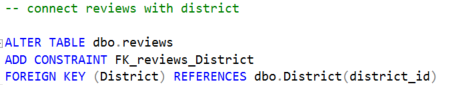 -- connect reviews with district
ALTER TABLE dbo.reviews
ADD CONSTRAINT FK_reviews_District
FOREIGN KEY (District) REFERENCES dbo.District(district_id)